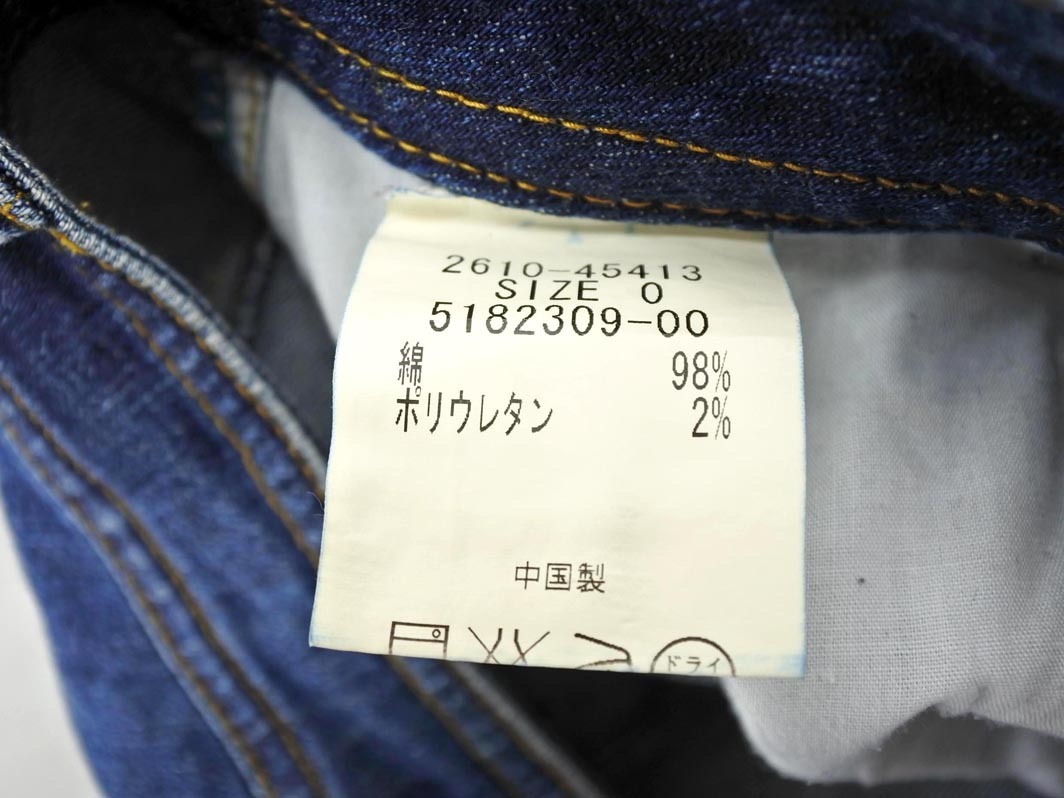 2610-45413
SIZE 0
5182309-00
綿 98%
ポリウレタン 2%
中国製
ドライ